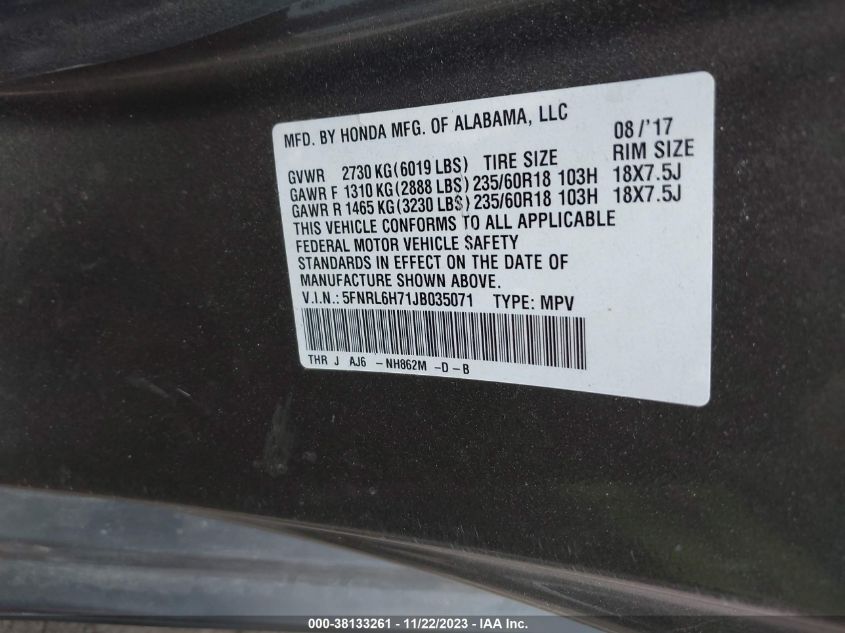 MFD. BY HONDA MFG. OF ALABAMA, LLC 08/'17
GVWR 2730 KG (6019 LBS) TIRE SIZE RIM SIZE
GAWR F 1310 KG (2888 LBS) 235/60R18 103H 18X7.5J
GAWR R 1465 KG (3230 LBS) 235/60R18 103H 18X7.5J
THIS VEHICLE CONFORMS TO ALL APPLICABLE
FEDERAL MOTOR VEHICLE SAFETY
STANDARDS IN EFFECT ON THE DATE OF
MANUFACTURE SHOWN ABOVE.
V.I.N.: 5FNRL6H71JB035071 TYPE: MPV
THR J AJ6 -NH862M -D-B
000-38133261 - 11/22/2023 - IAA Inc.